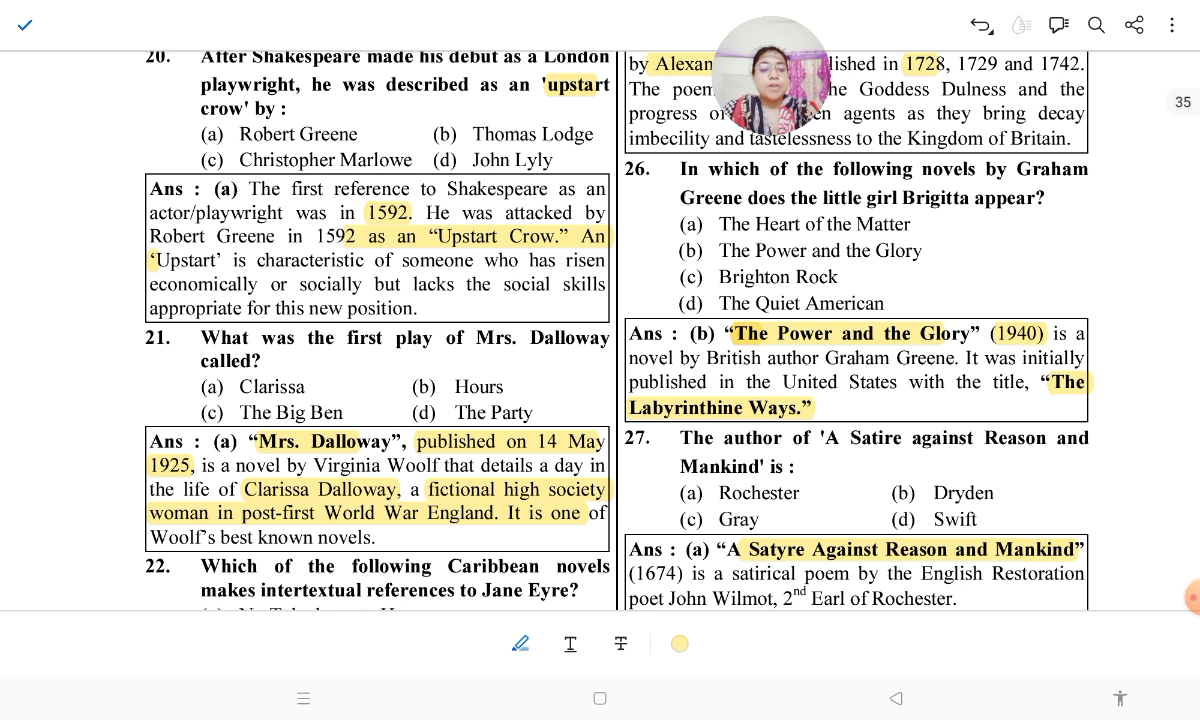 20. After Shakespeare made his debut as a London
playwright, he was described as an 'upstart
crow' by :
(a) Robert Greene (b) Thomas Lodge
(c) Christopher Marlowe (d) John Lyly
Ans : (a) The first reference to Shakespeare as an
actor/playwright was in 1592. He was attacked by
Robert Greene in 1592 as an “Upstart Crow.” An
‘Upstart’ is characteristic of someone who has risen
economically or socially but lacks the social skills
appropriate for this new position.
21. What was the first play of Mrs. Dalloway
called?
(a) Clarissa (b) Hours
(c) The Big Ben (d) The Party
Ans : (a) “Mrs. Dalloway”, published on 14 May
1925, is a novel by Virginia Woolf that details a day in
the life of Clarissa Dalloway, a fictional high society
woman in post-first World War England. It is one of
Woolf's best known novels.
22. Which of the following Caribbean novels
makes intertextual references to Jane Eyre?
by Alexan lished in 1728, 1729 and 1742.
The poem he Goddess Dulness and the
progress of en agents as they bring decay
imbecility and tastelessness to the Kingdom of Britain.
26. In which of the following novels by Graham
Greene does the little girl Brigitta appear?
(a) The Heart of the Matter
(b) The Power and the Glory
(c) Brighton Rock
(d) The Quiet American
Ans : (b) “The Power and the Glory” (1940) is a
novel by British author Graham Greene. It was initially
published in the United States with the title, “The
Labyrinthine Ways.”
27. The author of 'A Satire against Reason and
Mankind' is :
(a) Rochester (b) Dryden
(c) Gray (d) Swift
Ans : (a) “A Satyre Against Reason and Mankind”
(1674) is a satirical poem by the English Restoration
poet John Wilmot, 2nd Earl of Rochester.
35